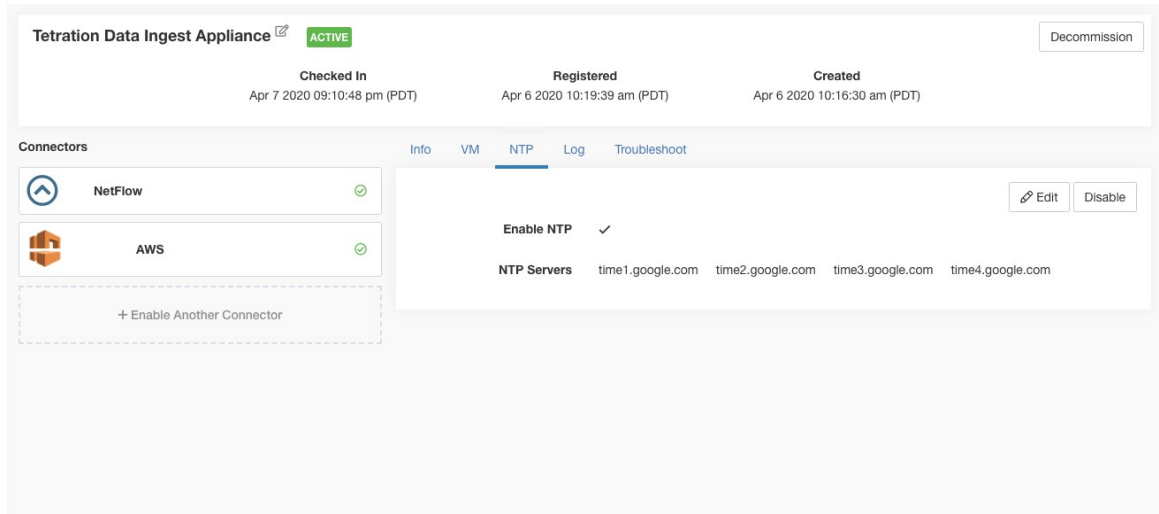 Tetration Data Ingest Appliance ACTIVE Decommission
Checked In Registered Created
Apr 7 2020 09:10:48 pm (PDT) Apr 6 2020 10:19:39 am (PDT) Apr 6 2020 10:16:30 am (PDT)
Connectors
NetFlow
AWS
+ Enable Another Connector
Info VM NTP Log Troubleshoot
Edit Disable
Enable NTP ✓
NTP Servers time1.google.com time2.google.com time3.google.com time4.google.com